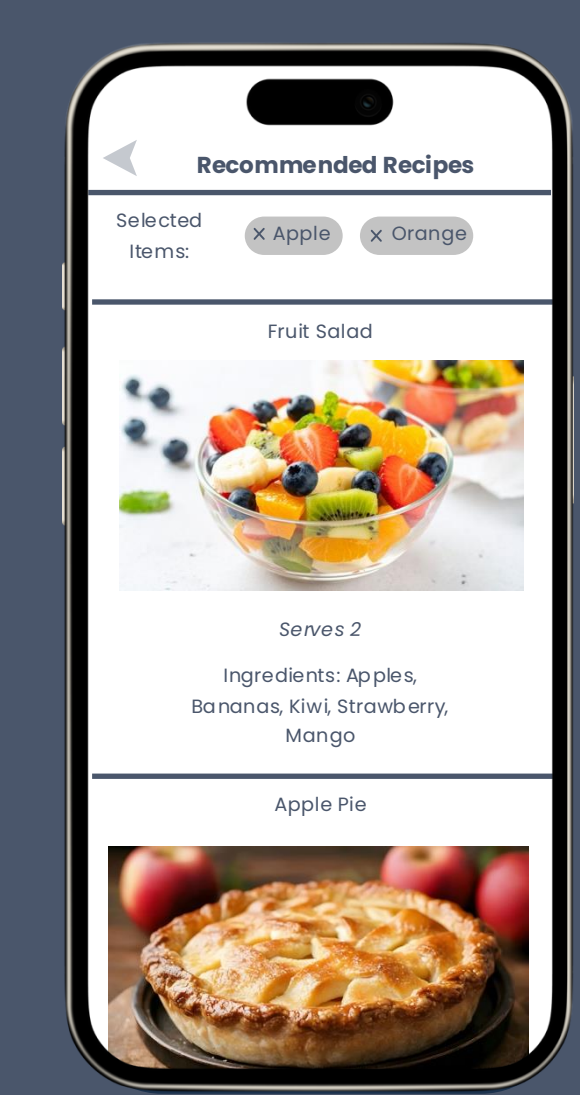 Recommended Recipes
Selected
Items:
× Apple
× Orange
Fruit Salad
Serves 2
Ingredients: Apples,
Bananas, Kiwi, Strawberry,
Mango
Apple Pie